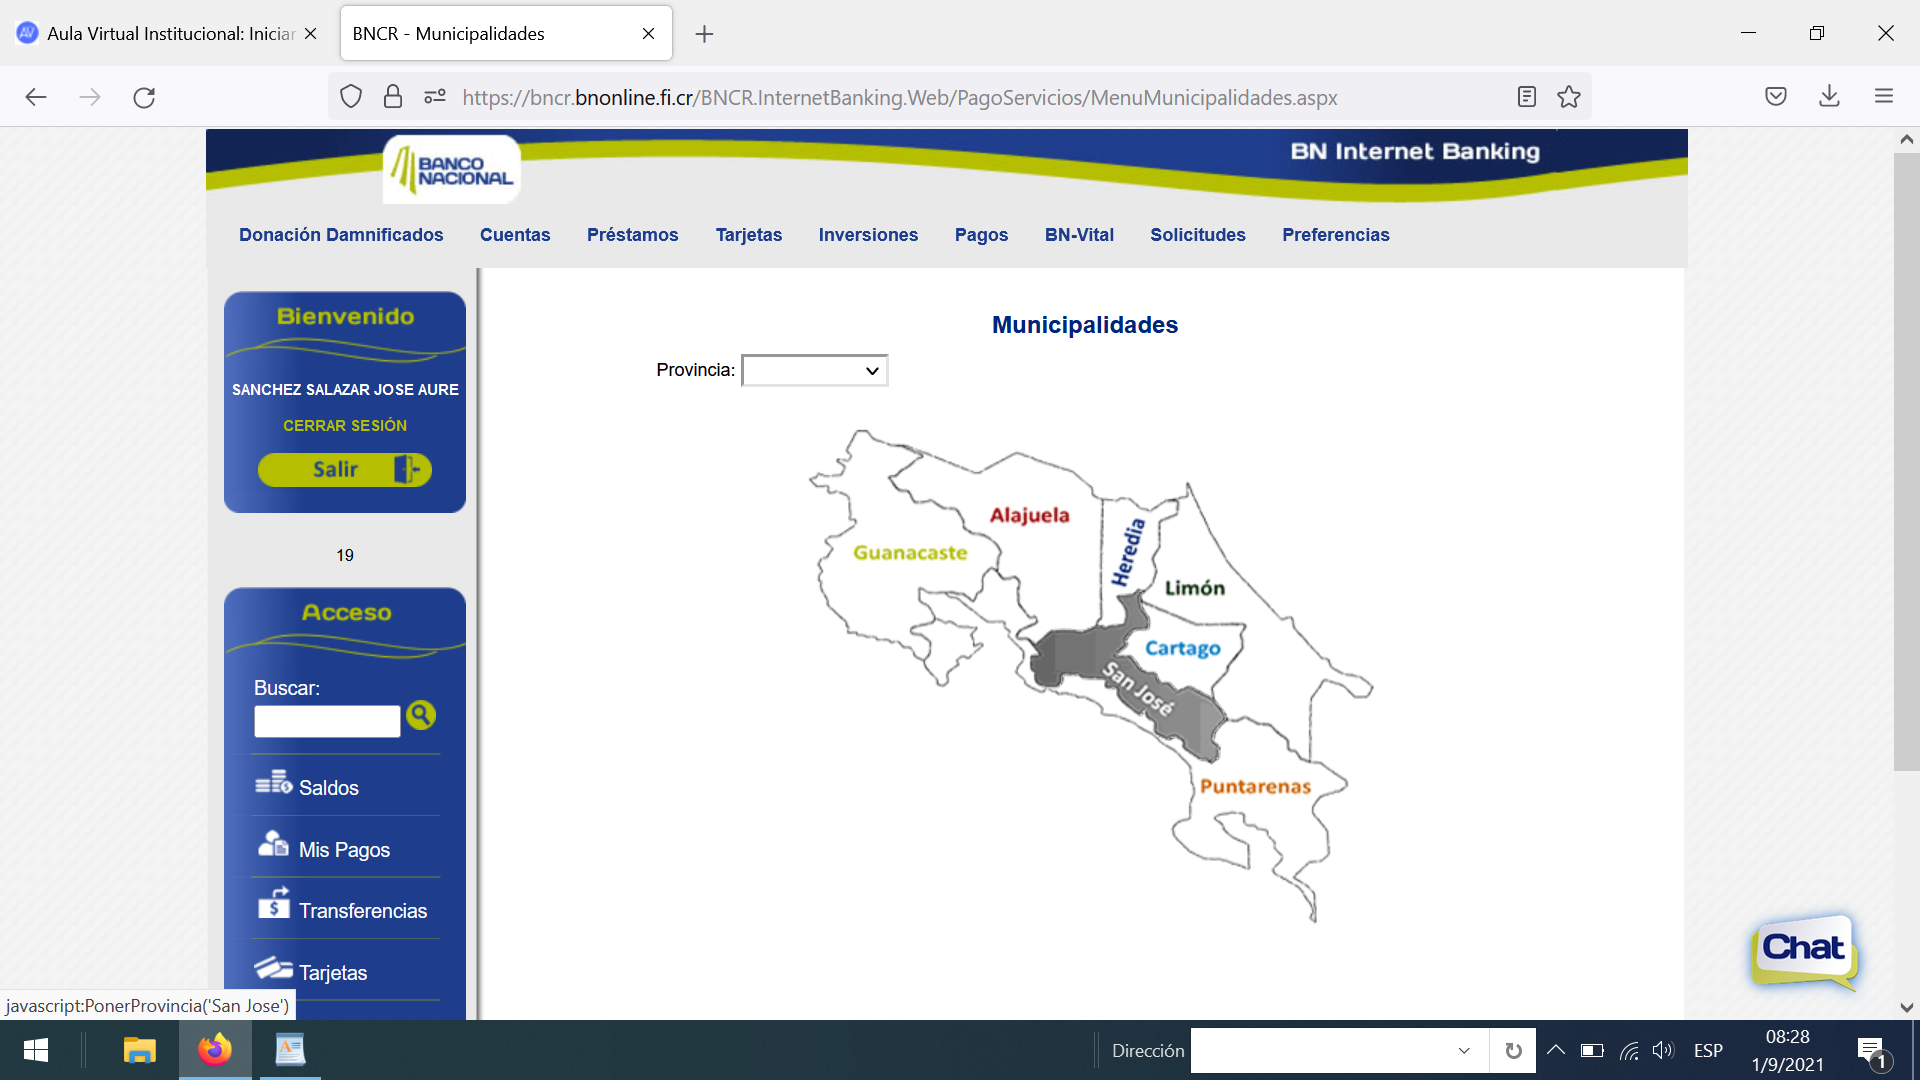 Aula Virtual Institucional: Iniciar
BNCR - Municipalidades
https://bncr.bnonline.fi.cr/BNCR.InternetBanking.Web/PagoServicios/MenuMunicipalidades.aspx
BANCO
NACIONAL
BN Internet Banking
Donación Damnificados Cuentas Préstamos Tarjetas Inversiones Pagos BN-Vital Solicitudes Preferencias
Bienvenido
SANCHEZ SALAZAR JOSE AURE
CERRAR SESIÓN
Salir
19
Acceso
Buscar:
Saldos
Mis Pagos
Transferencias
Tarjetas
Municipalidades
Provincia:
Alajuela
Heredia
Guanacaste
Limón
Cartago
San José
Puntarenas
Chat
javascript:PonerProvincia('San Jose')
Dirección
ESP
08:28
1/9/2021
1